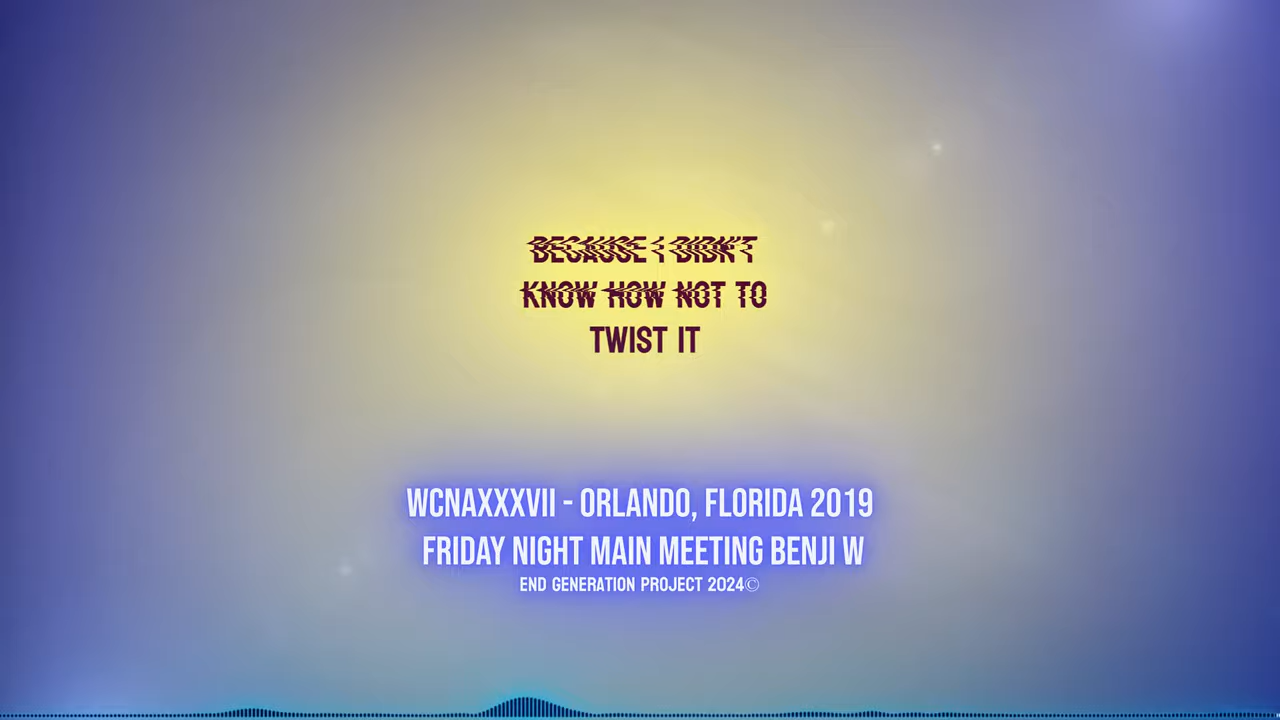 BECAUSE I DIDN'T
KNOW HOW NOT TO
TWIST IT
WCNAXXXVII - ORLANDO, FLORIDA 2019
FRIDAY NIGHT MAIN MEETING BENJI W
END GENERATION PROJECT 2024©